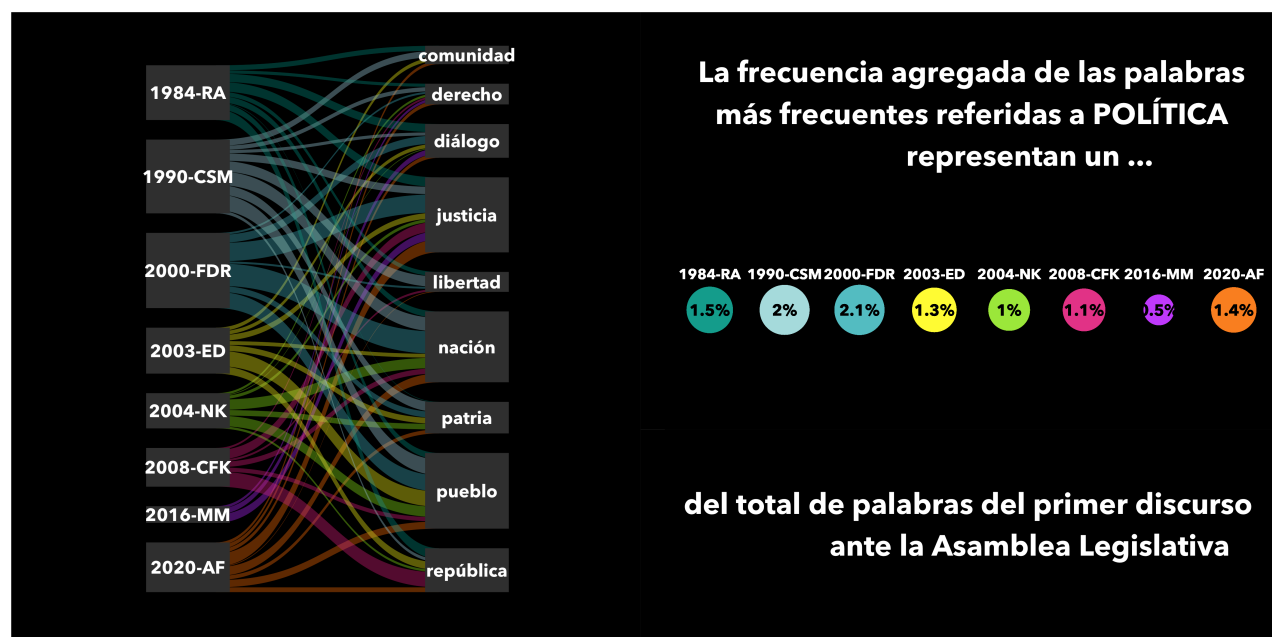 1984-RA
1990-CSM
2000-FDR
2003-ED
2004-NK
2008-CFK
2016-MM
2020-AF
comunidad
derecho
diálogo
justicia
libertad
nación
patria
pueblo
república
La frecuencia agregada de las palabras
más frecuentes referidas a POLÍTICA
representan un ...
1984-RA 1990-CSM 2000-FDR 2003-ED 2004-NK 2008-CFK 2016-MM 2020-AF
1.5% 2% 2.1% 1.3% 1% 1.1% 0.5% 1.4%
del total de palabras del primer discurso
ante la Asamblea Legislativa